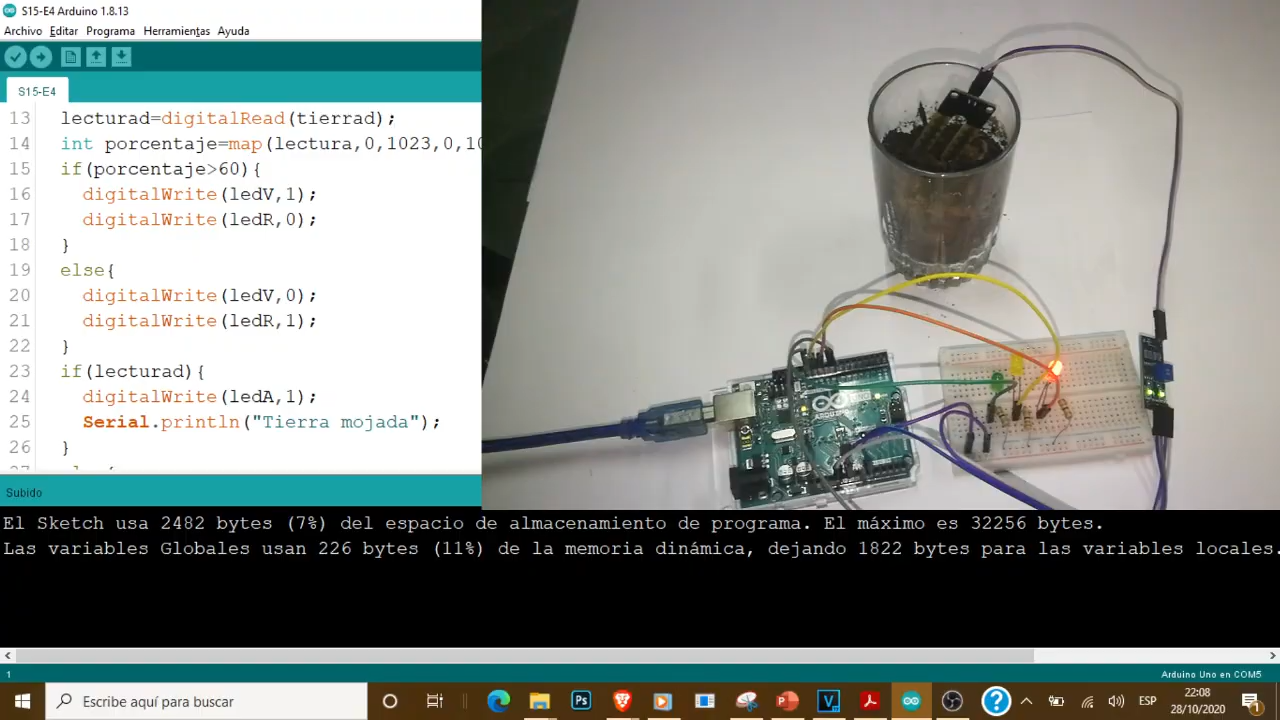 S15-E4 Arduino 1.8.13
Archivo Editar Programa Herramientas Ayuda
S15-E4
13 lecturad=digitalRead(tierrad);
14 int porcentaje=map(lectura,0,1023,0,10
15 if(porcentaje>60){
16 digitalWrite(ledV,1);
17 digitalWrite(ledR,0);
18 }
19 else{
20 digitalWrite(ledV,0);
21 digitalWrite(ledR,1);
22 }
23 if(lecturad){
24 digitalWrite(ledA,1);
25 Serial.println("Tierra mojada");
26 }
Subido
El Sketch usa 2482 bytes (7%) del espacio de almacenamiento de programa. El máximo es 32256 bytes.
Las variables Globales usan 226 bytes (11%) de la memoria dinámica, dejando 1822 bytes para las variables locales.
1
Arduino Uno en COM5
Escribe aquí para buscar
Ps
V
ESP
22:08
28/10/2020
1